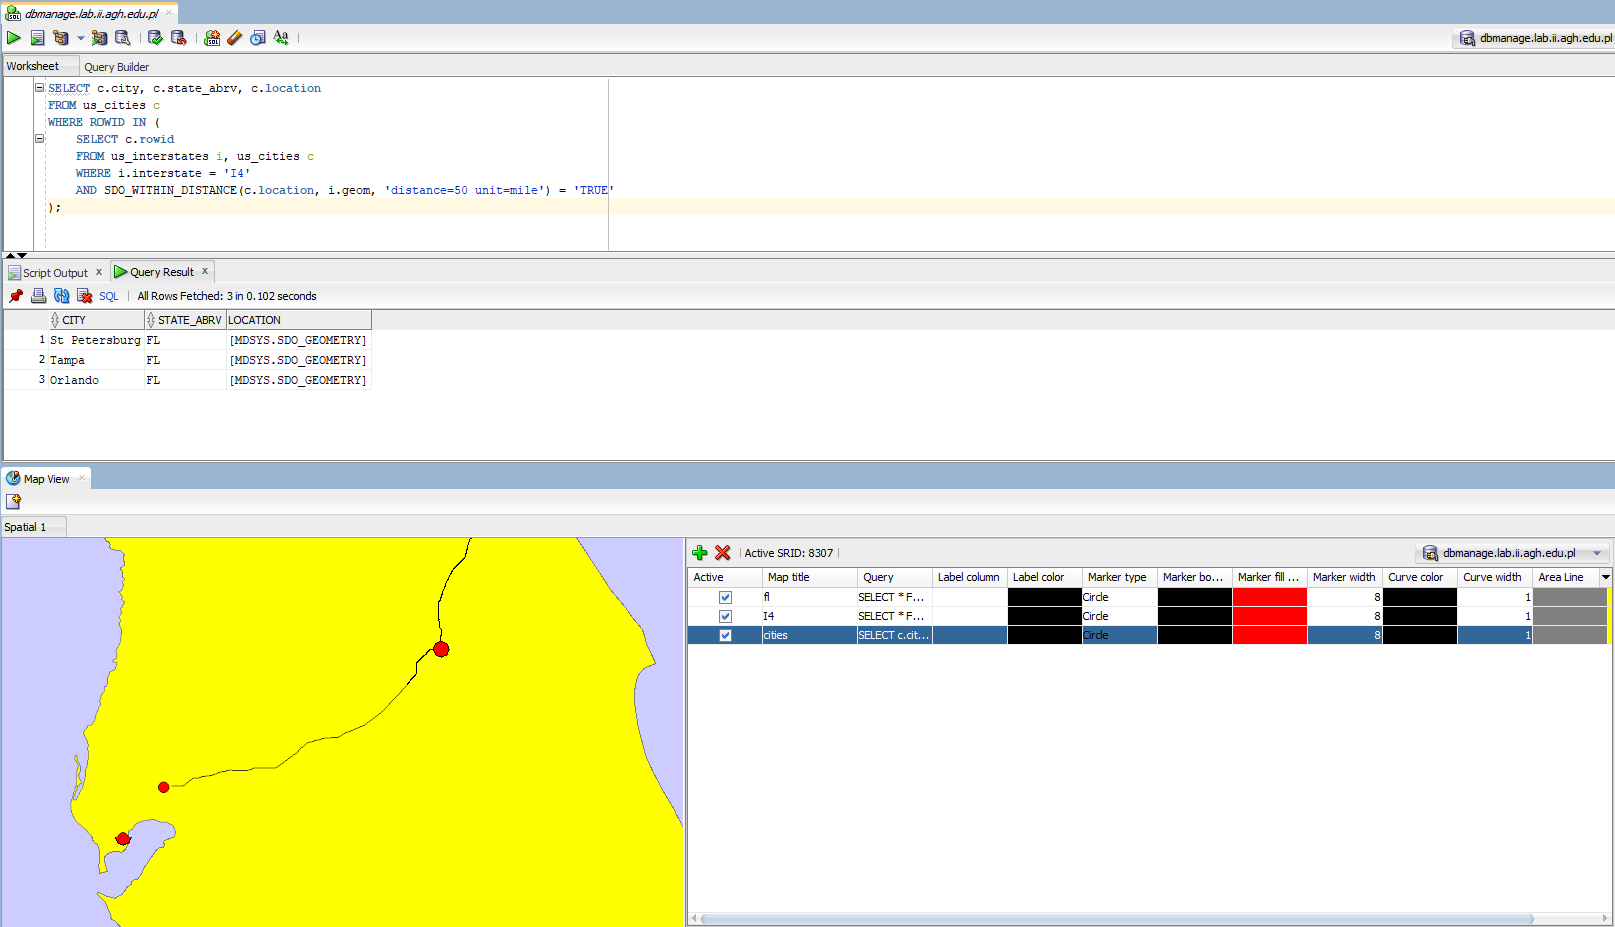 dbmanage.lab.ii.agh.edu.pl
dbmanage.lab.ii.agh.edu.pl
Worksheet Query Builder
SELECT c.city, c.state_abrv, c.location
FROM us_cities c
WHERE ROWID IN (
SELECT c.rowid
FROM us_interstates i, us_cities c
WHERE i.interstate = 'I4'
AND SDO_WITHIN_DISTANCE(c.location, i.geom, 'distance=50 unit=mile') = 'TRUE'
);
Script Output x Query Result x
SQL | All Rows Fetched: 3 in 0.102 seconds
CITY STATE_ABRV LOCATION
1 St Petersburg FL [MDSYS.SDO_GEOMETRY]
2 Tampa FL [MDSYS.SDO_GEOMETRY]
3 Orlando FL [MDSYS.SDO_GEOMETRY]
Map View
Spatial 1
Active SRID: 8307 dbmanage.lab.ii.agh.edu.pl
Active Map title Query Label column Label color Marker type Marker bo... Marker fill ... Marker width Curve color Curve width Area Line
fl SELECT * F... Circle 8 1
I4 SELECT * F... Circle 8 1
cities SELECT c.cit... Circle 8 1